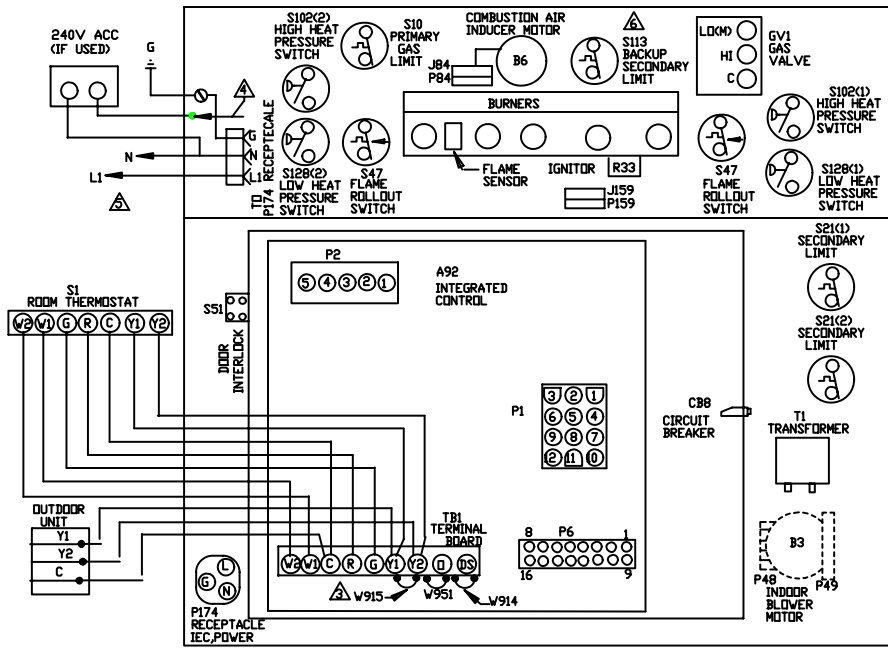 240V ACC
(IF USED)
G
4
N
L1
5
G
N
L1
TO
P174 RECEPTECALE
S102(2)
HIGH HEAT
PRESSURE
SWITCH
S128(2)
LOW HEAT
PRESSURE
SWITCH
S10
PRIMARY
GAS
LIMIT
S47
FLAME
ROLLOUT
SWITCH
COMBUSTION AIR
INDUCER MOTOR
B6
J84
P84
6
S113
BACKUP
SECONDARY
LIMIT
BURNERS
FLAME
SENSOR
IGNITOR
R33
J159
P159
LO(M)
HI
C
GV1
GAS
VALVE
S102(1)
HIGH HEAT
PRESSURE
SWITCH
S47
FLAME
ROLLOUT
SWITCH
S128(1)
LOW HEAT
PRESSURE
SWITCH
S21(1)
SECONDARY
LIMIT
S21(2)
SECONDARY
LIMIT
P2
5 4 3 2 1
A92
INTEGRATED
CONTROL
S51
DOOR
INTERLOCK
S1
ROOM THERMOSTAT
W2 W1 G R C Y1 Y2
P1
3 2 1
6 5 4
9 8 7
12 11 10
CB8
CIRCUIT
BREAKER
T1
TRANSFORMER
OUTDOOR
UNIT
Y1
Y2
C
TB1
TERMINAL
BOARD
W2 W1 C R G Y1 Y2 O DS
3
W915
W951
W914
8 P6 1
16 9
L
G
N
P174
RECEPTACLE
IEC,POWER
B3
P48
P49
INDOOR
BLOWER
MOTOR